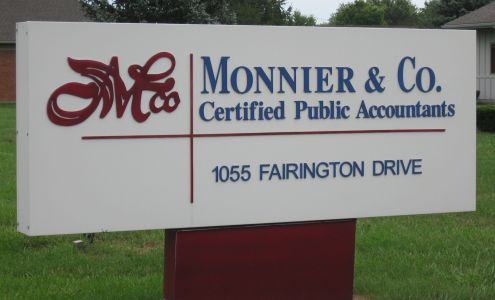 MCo
MONNIER & CO.
Certified Public Accountants
1055 FAIRINGTON DRIVE